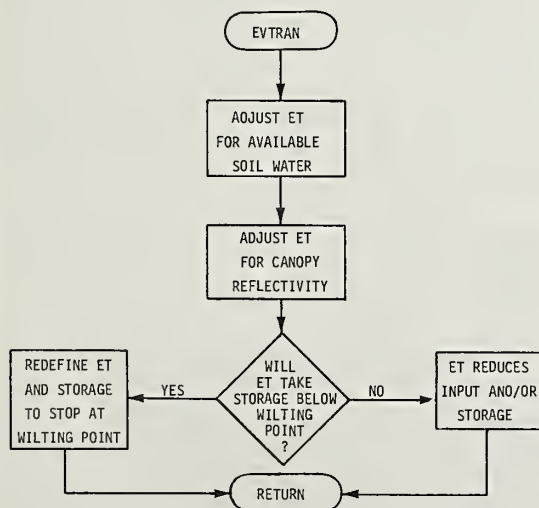 EVTRAN
AOJUST ET
FOR AVAILABLE
SOIL WATER
ADJUST ET
FOR CANOPY
REFLECTIVITY
WILL
ET TAKE
STORAGE BELOW
WILTING
POINT
?
YES
NO
REDEFINE ET
AND STORAGE
TO STOP AT
WILTING POINT
ET REDUCES
INPUT ANO/OR
STORAGE
RETURN